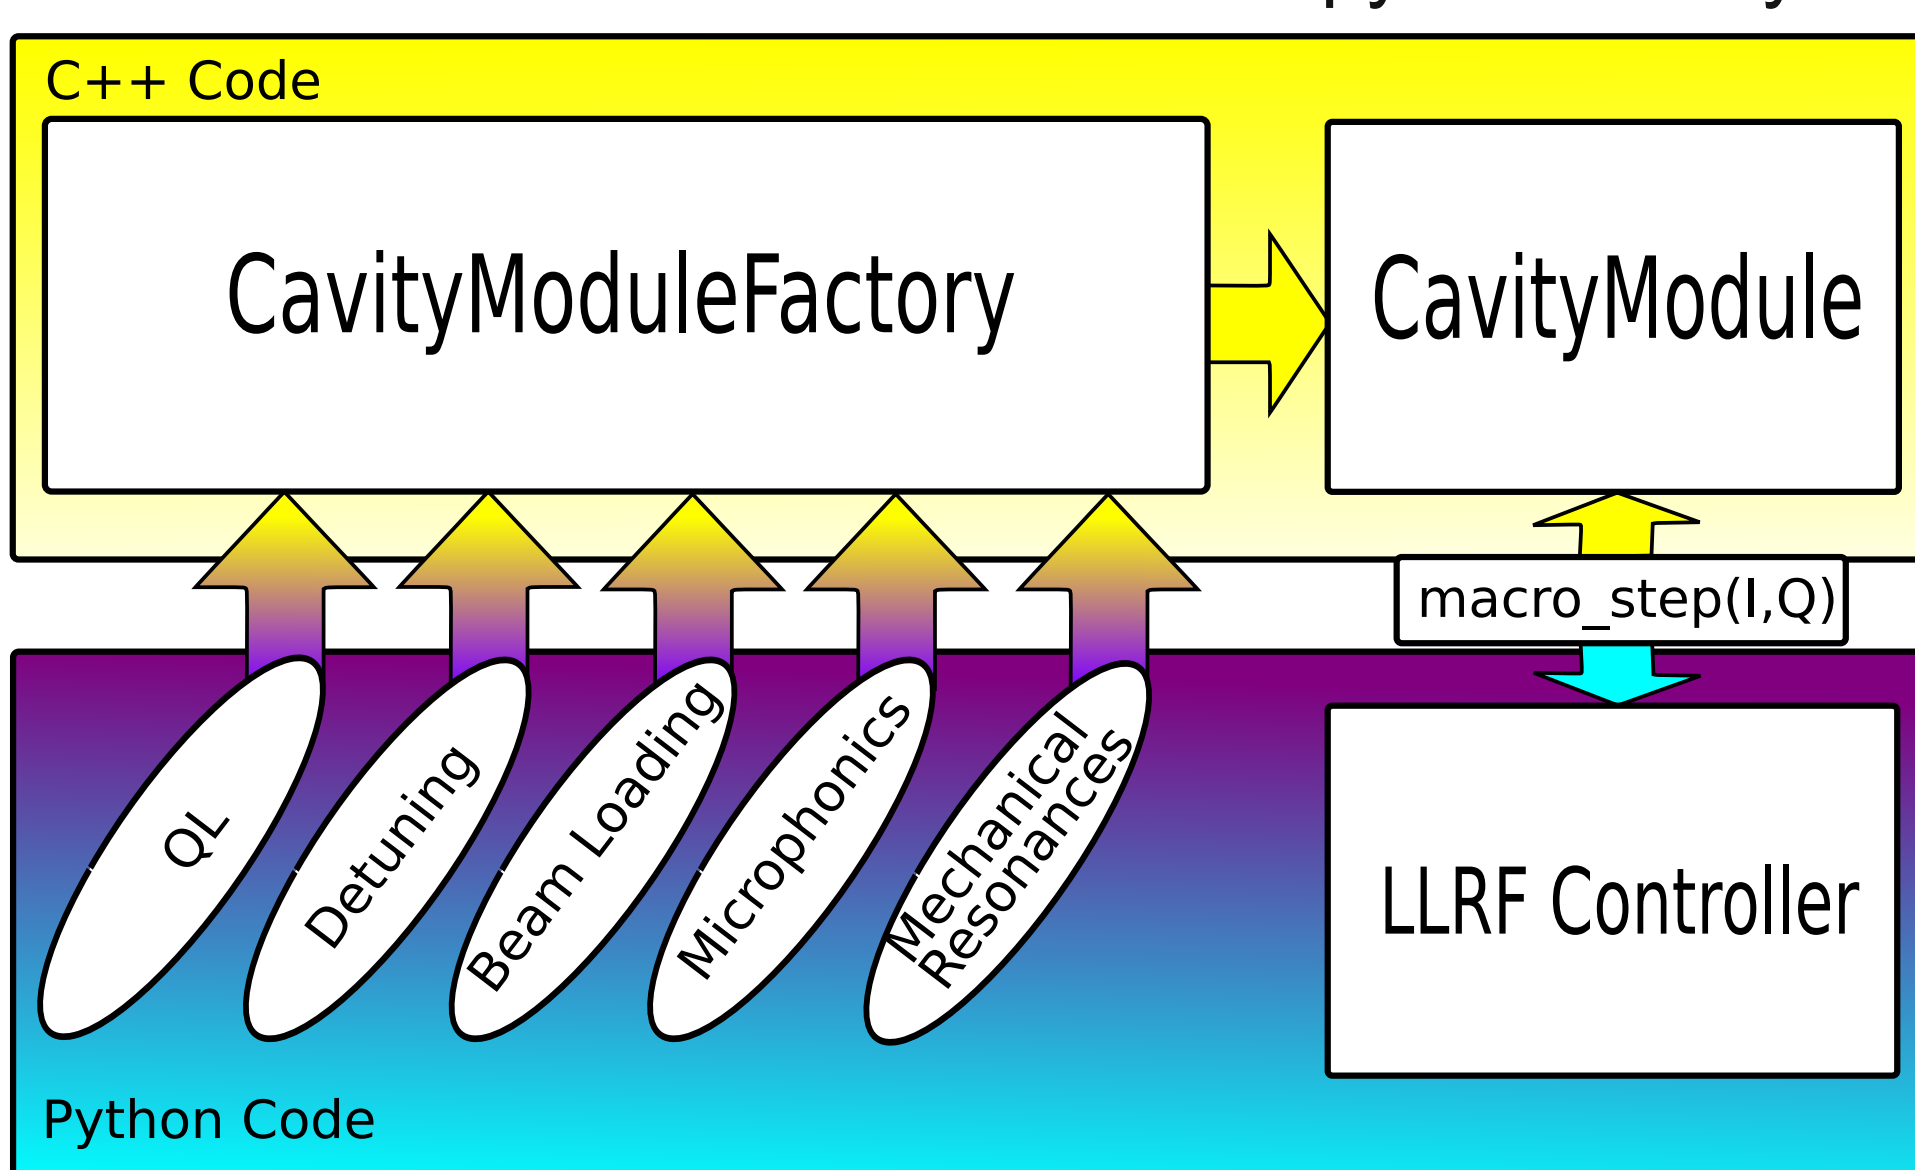 C++ Code
CavityModuleFactory
CavityModule
macro_step(I,Q)
QL
Detuning
Beam Loading
Microphonics
Mechanical
Resonances
LLRF Controller
Python Code